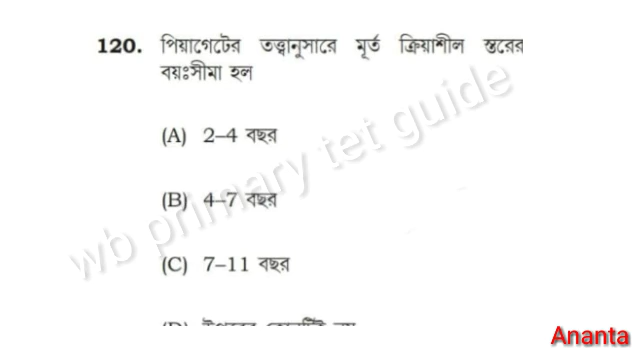 120. পিয়াগেটের তত্ত্বানুসারে মূর্ত ক্রিয়াশীল স্তরের
বয়ঃসীমা হল
(A) 2–4 বছর
(B) 4–7 বছর
(C) 7–11 বছর
wb primary tet guide
Ananta